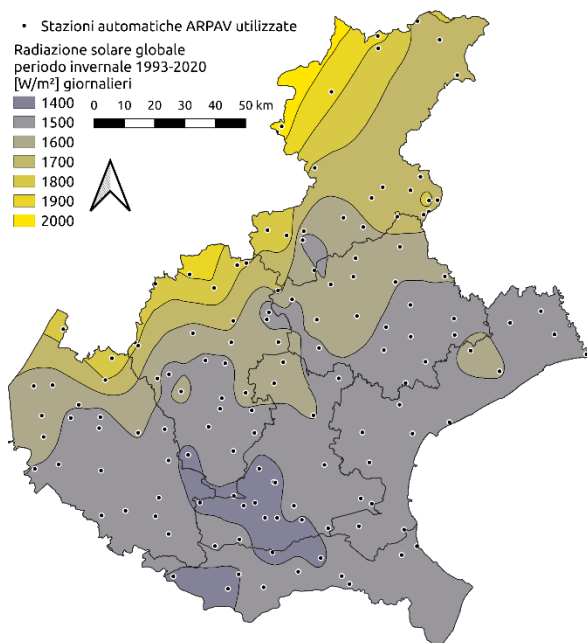 • Stazioni automatiche ARPAV utilizzate
Radiazione solare globale
periodo invernale 1993-2020
[W/m²] giornalieri
1400
1500
1600
1700
1800
1900
2000
0 10 20 30 40 50 km